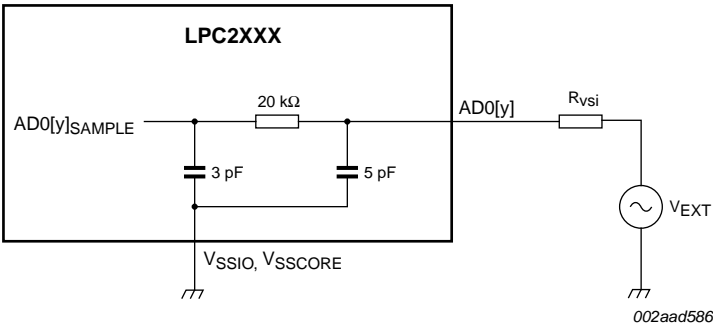 LPC2XXX
20 kΩ
AD0[y]
Rvsi
AD0[y]SAMPLE
3 pF
5 pF
VEXT
VSSIO, VSSCORE
002aad586